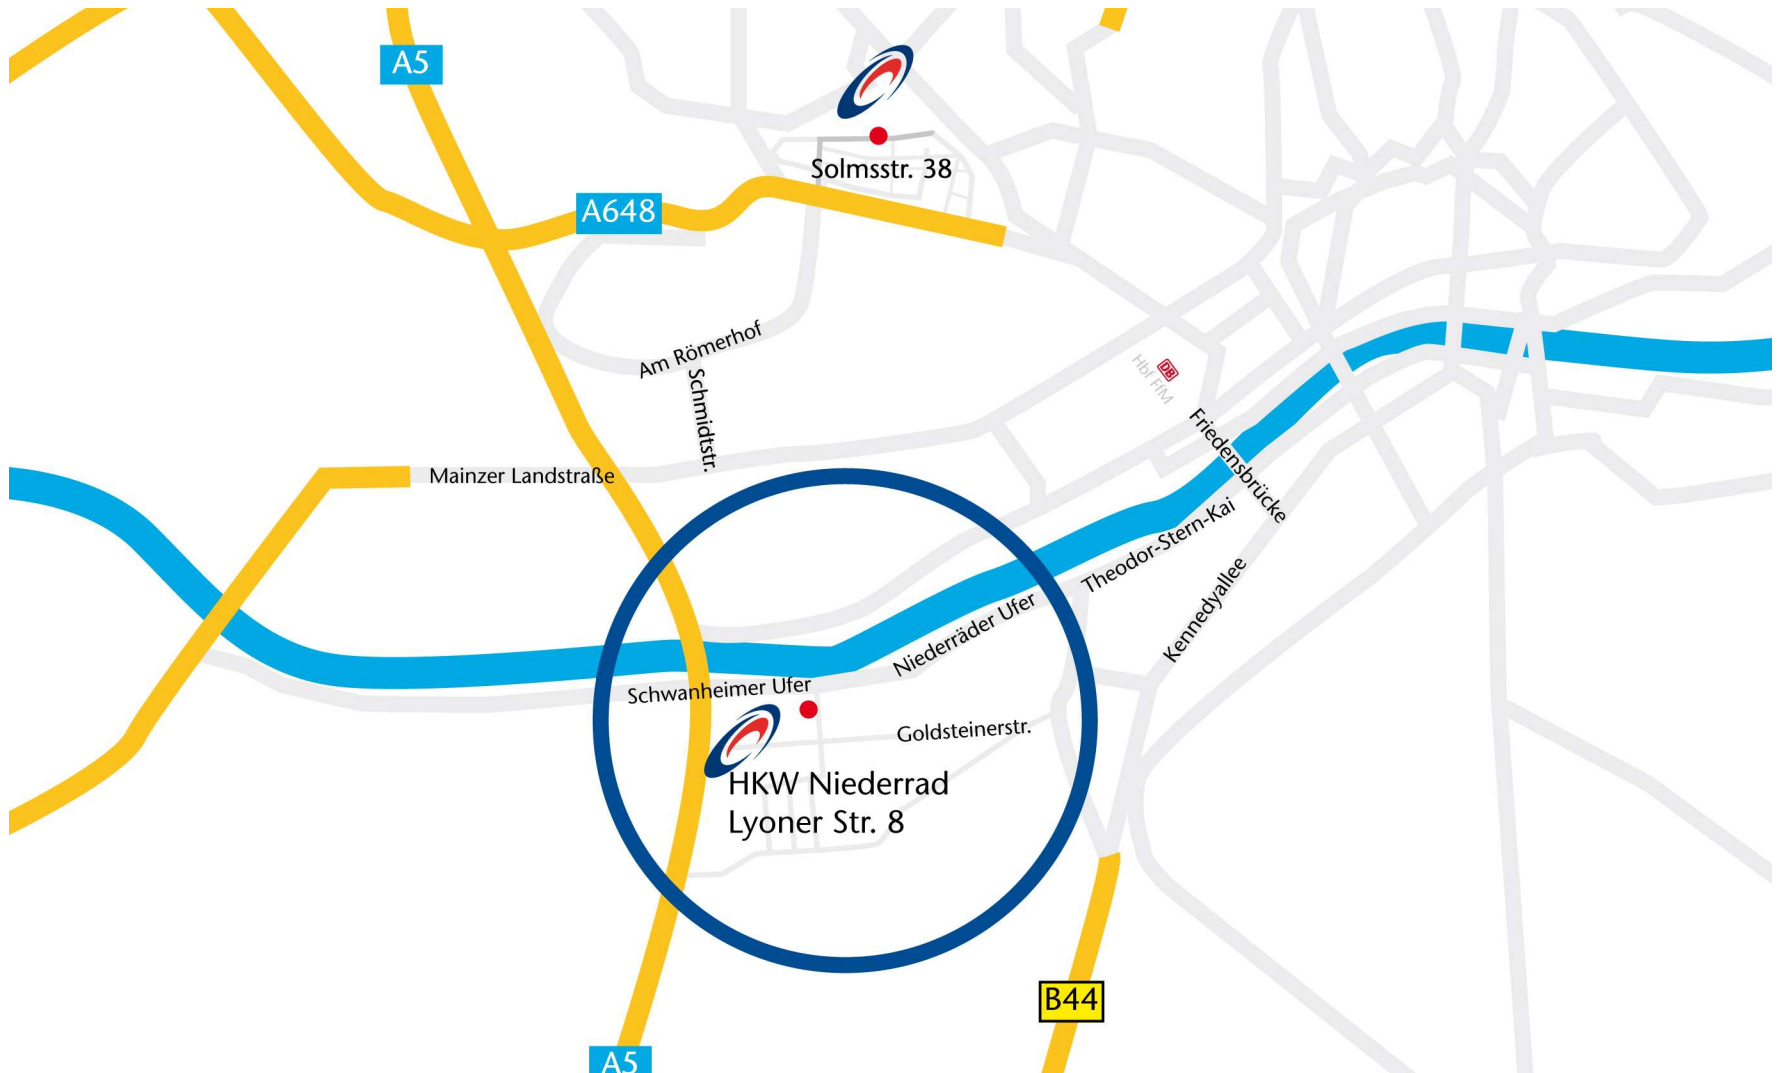 A5
Solmsstr. 38
A648
Am Römerhof
Schmidtstr.
DB
Hbf FfM
Mainzer Landstraße
Friedensbrücke
Theodor-Stern-Kai
Kennedyallee
Niederräder Ufer
Schwanheimer Ufer
Goldsteinerstr.
HKW Niederrad
Lyoner Str. 8
B44
A5